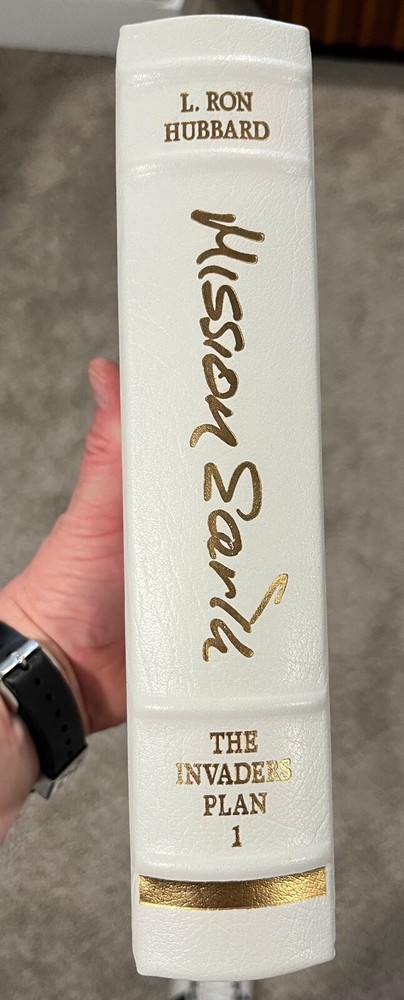 L. RON
HUBBARD
Mission Earth
THE
INVADERS
PLAN
1